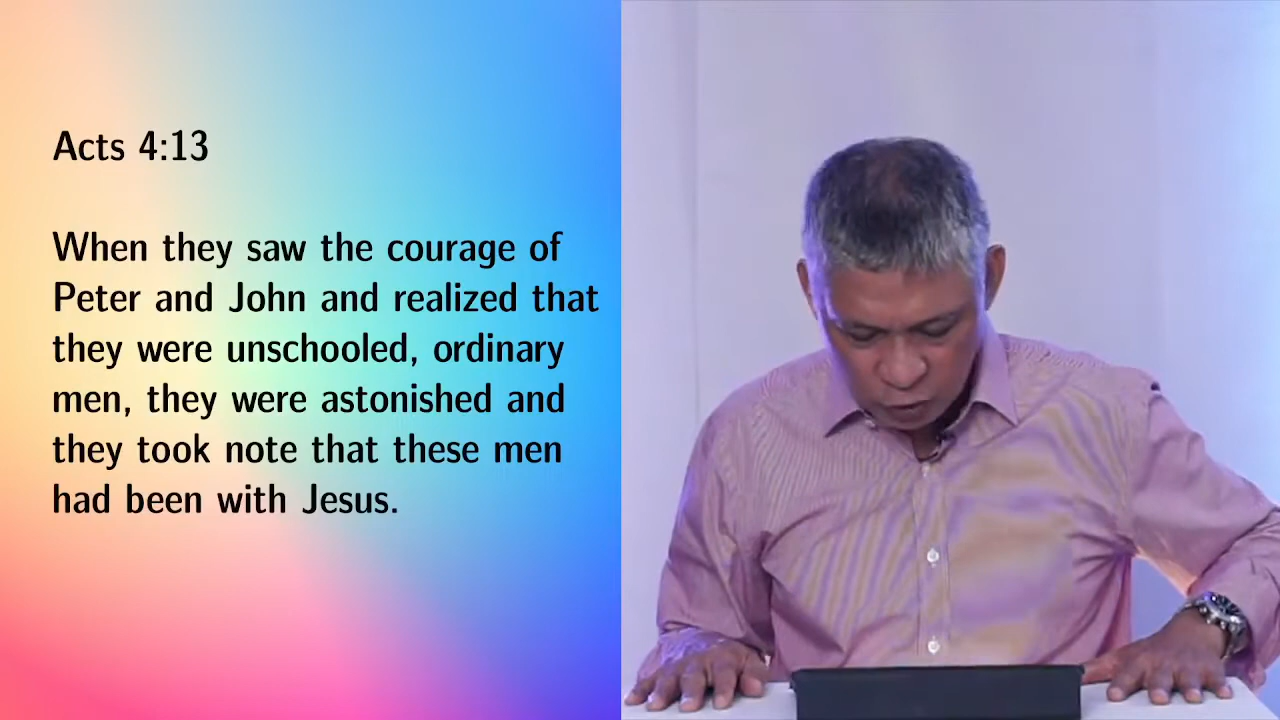 Acts 4:13
When they saw the courage of
Peter and John and realized that
they were unschooled, ordinary
men, they were astonished and
they took note that these men
had been with Jesus.